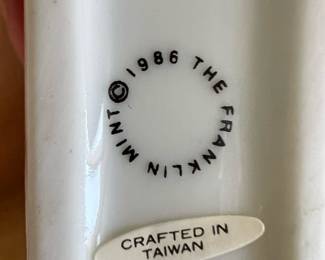 © 1986 THE FRANKLIN MINT
CRAFTED IN
TAIWAN